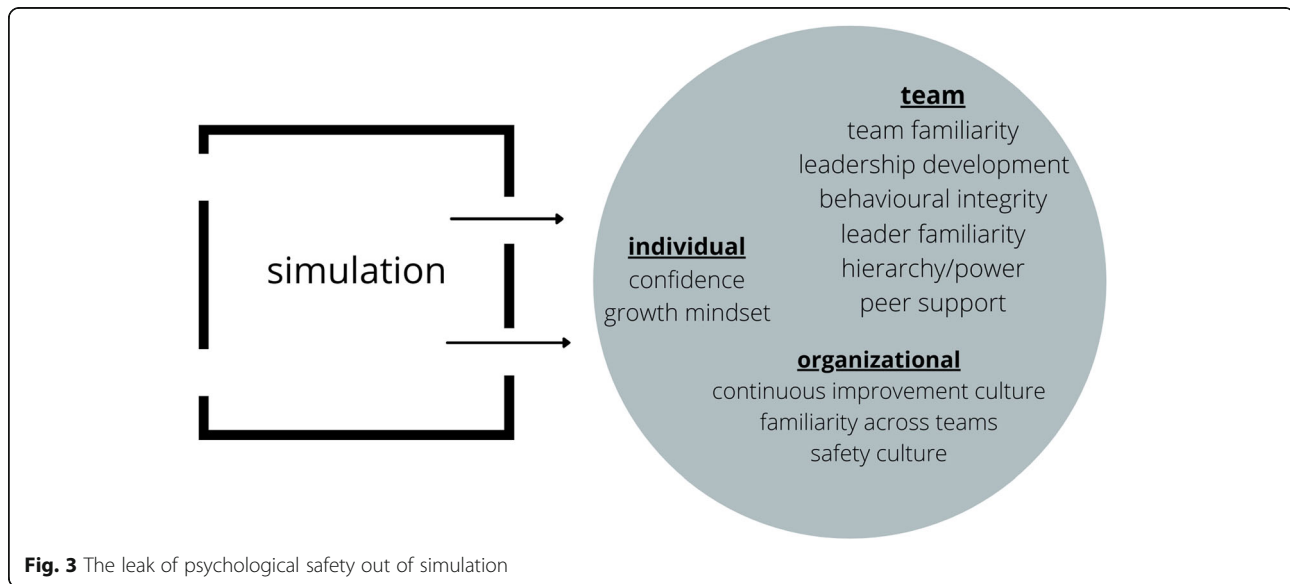 simulation
individual
confidence
growth mindset
team
team familiarity
leadership development
behavioural integrity
leader familiarity
hierarchy/power
peer support
organizational
continuous improvement culture
familiarity across teams
safety culture
Fig. 3 The leak of psychological safety out of simulation